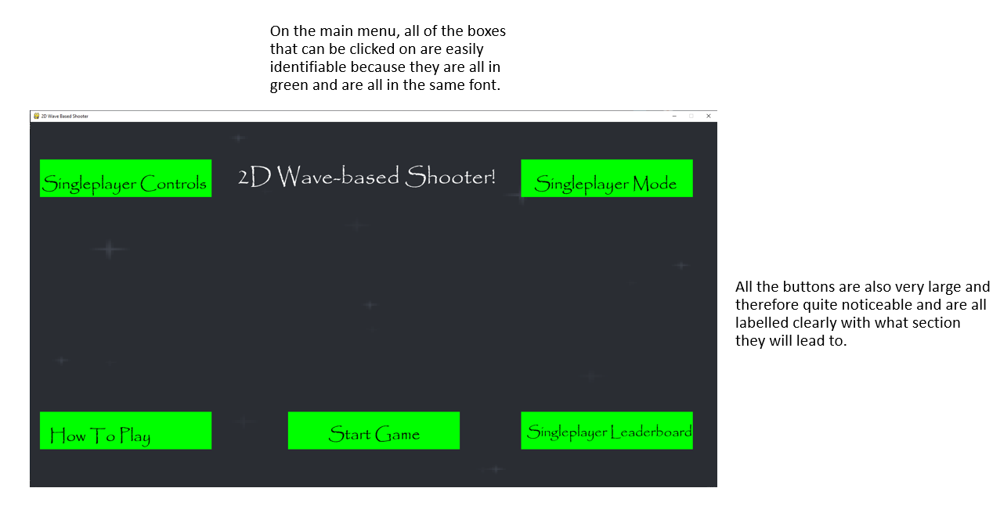 On the main menu, all of the boxes
that can be clicked on are easily
identifiable because they are all in
green and are all in the same font.
2D Wave Based Shooter
Singleplayer Controls
2D Wave-based Shooter!
Singleplayer Mode
All the buttons are also very large and
therefore quite noticeable and are all
labelled clearly with what section
they will lead to.
How To Play
Start Game
Singleplayer Leaderboard